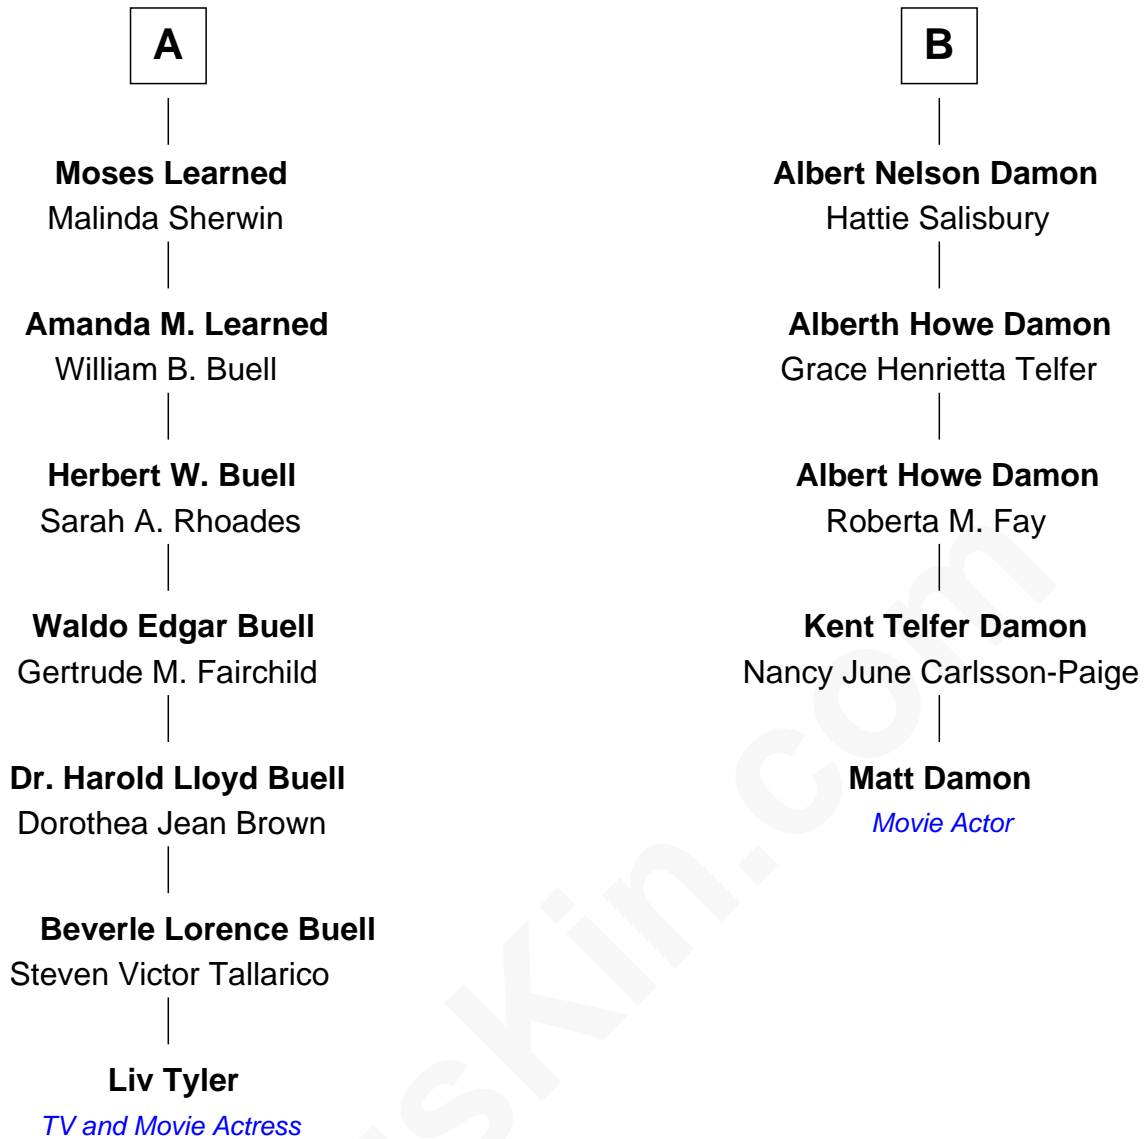 A
Moses Learned
Malinda Sherwin
Amanda M. Learned
William B. Buell
Herbert W. Buell
Sarah A. Rhoades
Waldo Edgar Buell
Gertrude M. Fairchild
Dr. Harold Lloyd Buell
Dorothea Jean Brown
Beverle Lorence Buell
Steven Victor Tallarico
Liv Tyler
TV and Movie Actress
B
Albert Nelson Damon
Hattie Salisbury
Alberth Howe Damon
Grace Henrietta Telfer
Albert Howe Damon
Roberta M. Fay
Kent Telfer Damon
Nancy June Carlsson-Paige
Matt Damon
Movie Actor
sKin.com